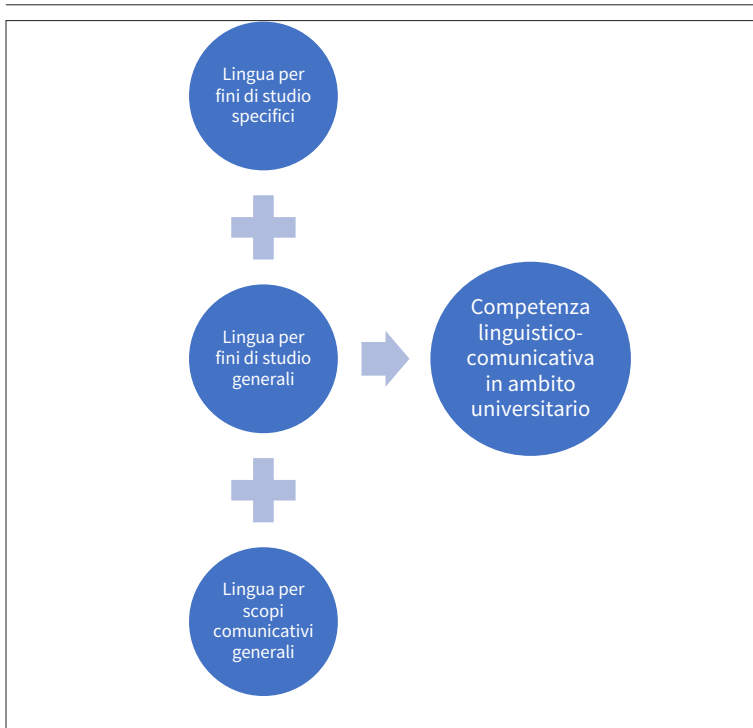 Lingua per
fini di studio
specifici
Lingua per
fini di studio
generali
Lingua per
scopi
comunicativi
generali
Competenza
linguistico-
comunicativa
in ambito
universitario